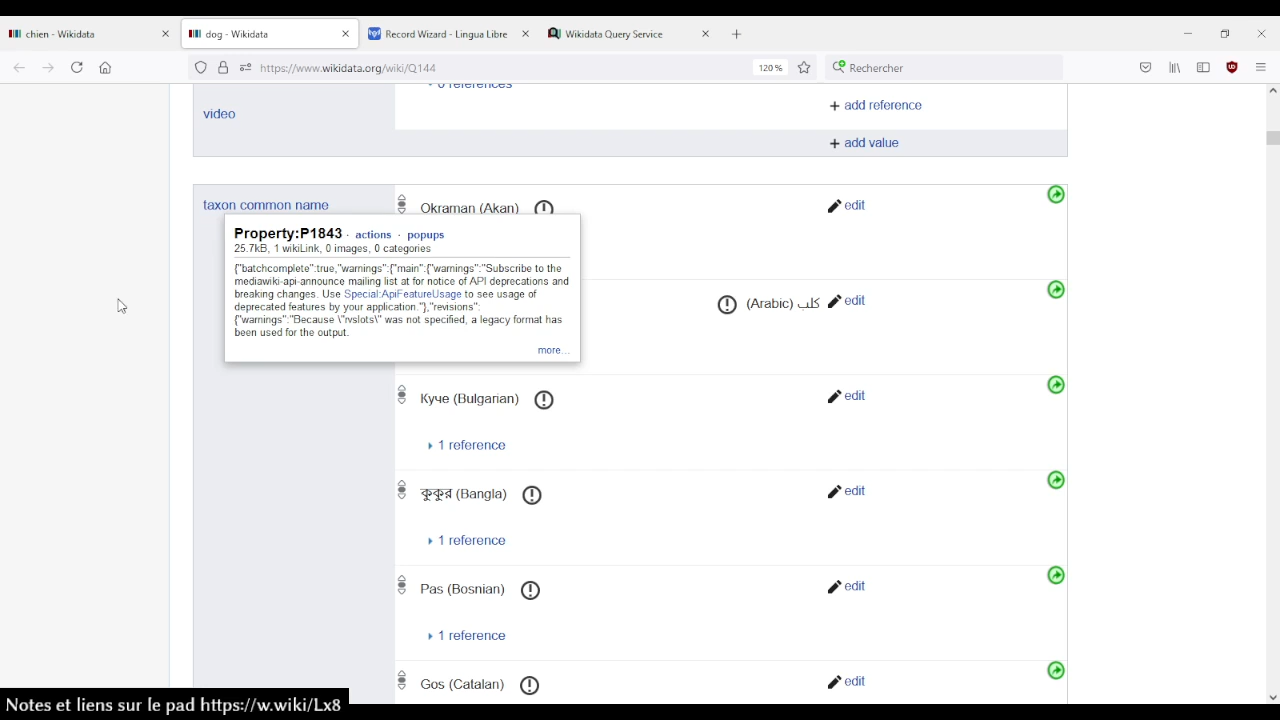 chien - Wikidata
dog - Wikidata
Record Wizard - Lingua Libre
Wikidata Query Service
https://www.wikidata.org/wiki/Q144
120 %
Rechercher
0 references
video
+ add reference
+ add value
taxon common name
Okraman (Akan)
edit
Property:P1843 · actions · popups
25.7kB, 1 wikiLink, 0 images, 0 categories
{"batchcomplete":true,"warnings":{"main":{"warnings":"Subscribe to the
mediawiki-api-announce mailing list at for notice of API deprecations and
breaking changes. Use Special:ApiFeatureUsage to see usage of
deprecated features by your application."},"revisions":
{"warnings":"Because \"rvslots\" was not specified, a legacy format has
been used for the output.
more...
كلب (Arabic)
edit
Куче (Bulgarian)
edit
1 reference
কুকুর (Bangla)
edit
1 reference
Pas (Bosnian)
edit
1 reference
Gos (Catalan)
edit
Notes et liens sur le pad https://w.wiki/Lx8